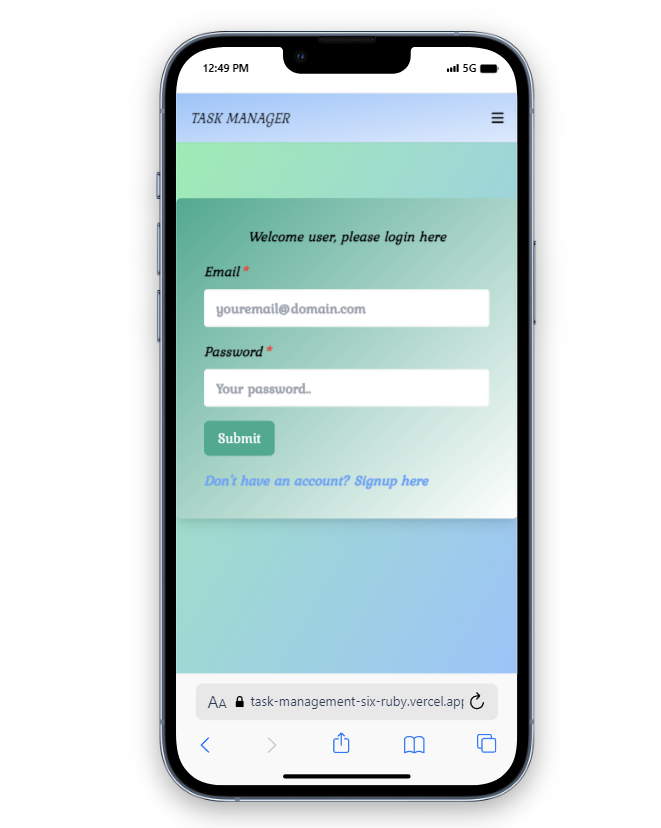 12:49 PM 5G
TASK MANAGER
Welcome user, please login here
Email *
youremail@domain.com
Password *
Your password..
Submit
Don't have an account? Signup here
AA task-management-six-ruby.vercel.app